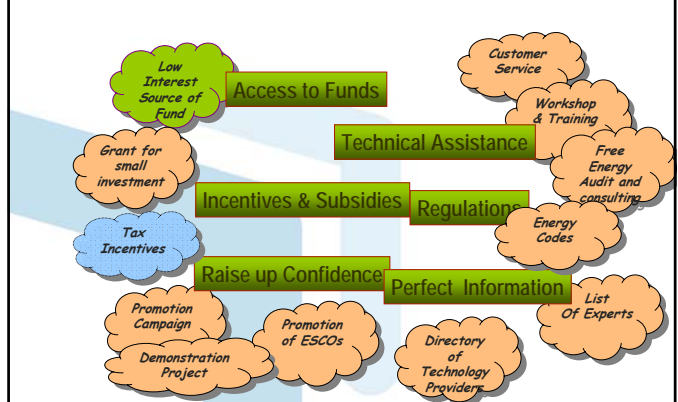 Low
Interest
Source of
Fund
Access to Funds
Customer
Service
Workshop
& Training
Technical Assistance
Grant for
small
investment
Free
Energy
Audit and
consulting
Incentives & Subsidies
Regulations
Energy
Codes
Tax
Incentives
Raise up Confidence
Perfect Information
Promotion
Campaign
Demonstration
Project
Promotion
of ESCOs
Directory
of
Technology
Providers
List
Of Experts